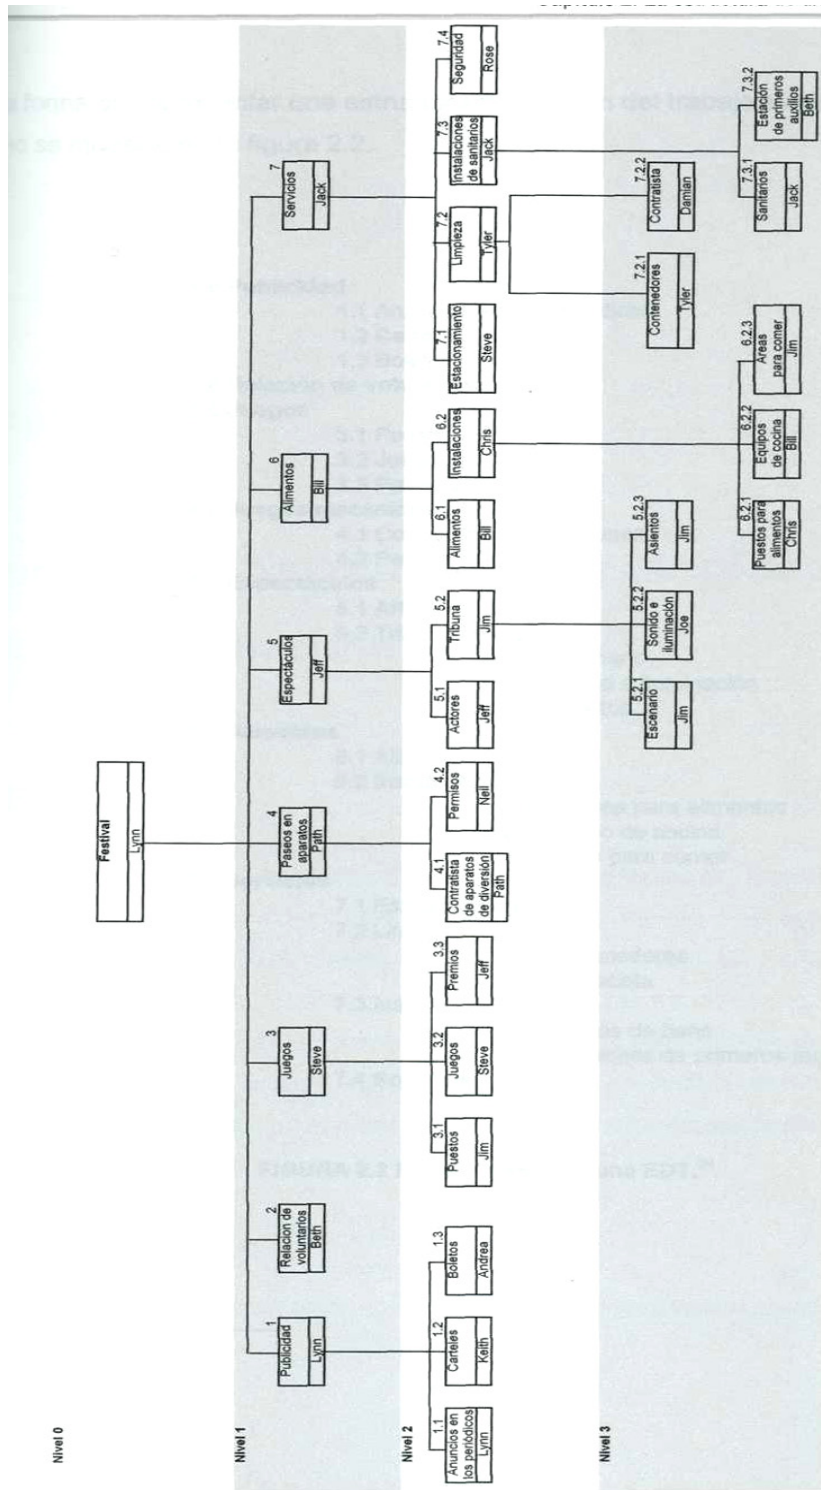 Nivel 0
Festival
Lynn
Nivel 1
1
Publicidad
Lynn
2
Relacion de
voluntarios
Beth
3
Juegos
Steve
4
Paseos en
aparatos
Path
5
Espectáculos
Jeff
6
Alimentos
Bill
7
Servicios
Jack
Nivel 2
1.1
Anuncios en
los periódicos
Lynn
1.2
Carteles
Keith
1.3
Boletos
Andrea
3.1
Puestos
Jim
3.2
Juegos
Steve
3.3
Premios
Jeff
4.1
Contratista
de aparatos
de diversión
Path
4.2
Permisos
Neil
5.1
Actores
Jeff
5.2
Tribuna
Jim
6.1
Alimentos
Bill
6.2
Instalaciones
Chris
7.1
Estacionamiento
Steve
7.2
Limpieza
Tyler
7.3
Instalaciones
de sanitarios
Jack
7.4
Seguridad
Rose
Nivel 3
5.2.1
Escenario
Jim
5.2.2
Sonido e
iluminación
Joe
5.2.3
Asientos
Jim
6.2.1
Puestos para
alimentos
Chris
6.2.2
Equipos
de cocina
Bill
6.2.3
Areas
para comer
Jim
7.2.1
Contenedores
Tyler
7.2.2
Contratista
Damian
7.3.1
Sanitarios
Jack
7.3.2
Estación
de primeros
auxilios
Beth